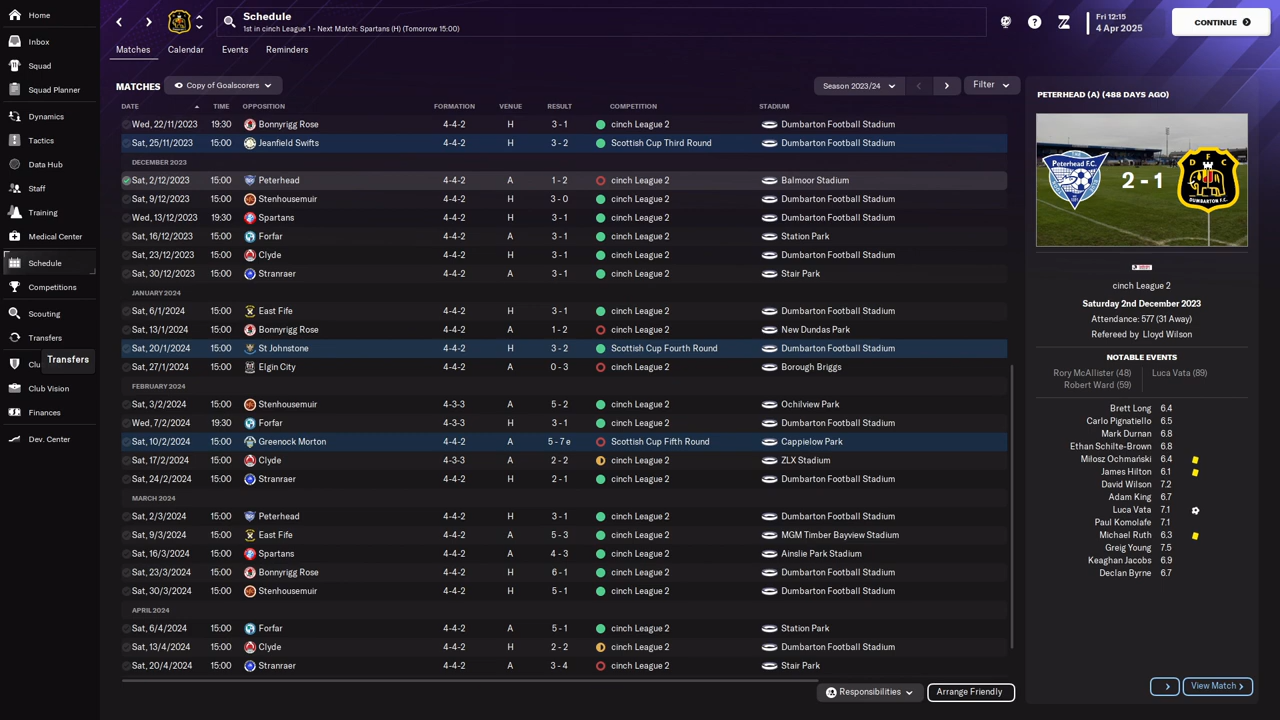 Home
Schedule
1st in cinch League 1 - Next Match: Spartans (H) (Tomorrow 15:00)
Fri 12:15
4 Apr 2025
CONTINUE
Inbox
Squad
Squad Planner
Dynamics
Tactics
Data Hub
Staff
Training
Medical Center
Schedule
Competitions
Scouting
Transfers
Clu
Transfers
Club Vision
Finances
Dev. Center
Matches Calendar Events Reminders
MATCHES Copy of Goalscorers Season 2023/24 Filter
DATE TIME OPPOSITION FORMATION VENUE RESULT COMPETITION STADIUM
Wed, 22/11/2023 19:30 Bonnyrigg Rose 4-4-2 H 3 - 1 cinch League 2 Dumbarton Football Stadium
Sat, 25/11/2023 15:00 Jeanfield Swifts 4-4-2 H 3 - 2 Scottish Cup Third Round Dumbarton Football Stadium
DECEMBER 2023
Sat, 2/12/2023 15:00 Peterhead 4-4-2 A 1 - 2 cinch League 2 Balmoor Stadium
Sat, 9/12/2023 15:00 Stenhousemuir 4-4-2 H 3 - 0 cinch League 2 Dumbarton Football Stadium
Wed, 13/12/2023 19:30 Spartans 4-4-2 H 3 - 1 cinch League 2 Dumbarton Football Stadium
Sat, 16/12/2023 15:00 Forfar 4-4-2 A 3 - 1 cinch League 2 Station Park
Sat, 23/12/2023 15:00 Clyde 4-4-2 H 3 - 1 cinch League 2 Dumbarton Football Stadium
Sat, 30/12/2023 15:00 Stranraer 4-4-2 A 3 - 1 cinch League 2 Stair Park
JANUARY 2024
Sat, 6/1/2024 15:00 East Fife 4-4-2 H 3 - 1 cinch League 2 Dumbarton Football Stadium
Sat, 13/1/2024 15:00 Bonnyrigg Rose 4-4-2 A 1 - 2 cinch League 2 New Dundas Park
Sat, 20/1/2024 15:00 St Johnstone 4-4-2 H 3 - 2 Scottish Cup Fourth Round Dumbarton Football Stadium
Sat, 27/1/2024 15:00 Elgin City 4-4-2 A 0 - 3 cinch League 2 Borough Briggs
FEBRUARY 2024
Sat, 3/2/2024 15:00 Stenhousemuir 4-3-3 A 5 - 2 cinch League 2 Ochilview Park
Wed, 7/2/2024 19:30 Forfar 4-3-3 H 3 - 1 cinch League 2 Dumbarton Football Stadium
Sat, 10/2/2024 15:00 Greenock Morton 4-4-2 A 5 - 7 e Scottish Cup Fifth Round Cappielow Park
Sat, 17/2/2024 15:00 Clyde 4-3-3 A 2 - 2 cinch League 2 ZLX Stadium
Sat, 24/2/2024 15:00 Stranraer 4-4-2 H 2 - 1 cinch League 2 Dumbarton Football Stadium
MARCH 2024
Sat, 2/3/2024 15:00 Peterhead 4-4-2 H 3 - 1 cinch League 2 Dumbarton Football Stadium
Sat, 9/3/2024 15:00 East Fife 4-4-2 A 5 - 3 cinch League 2 MGM Timber Bayview Stadium
Sat, 16/3/2024 15:00 Spartans 4-4-2 A 4 - 3 cinch League 2 Ainslie Park Stadium
Sat, 23/3/2024 15:00 Bonnyrigg Rose 4-4-2 H 6 - 1 cinch League 2 Dumbarton Football Stadium
Sat, 30/3/2024 15:00 Stenhousemuir 4-4-2 H 5 - 1 cinch League 2 Dumbarton Football Stadium
APRIL 2024
Sat, 6/4/2024 15:00 Forfar 4-4-2 A 5 - 1 cinch League 2 Station Park
Sat, 13/4/2024 15:00 Clyde 4-4-2 H 2 - 2 cinch League 2 Dumbarton Football Stadium
Sat, 20/4/2024 15:00 Stranraer 4-4-2 A 3 - 4 cinch League 2 Stair Park
Responsibilities Arrange Friendly
PETERHEAD (A) (488 DAYS AGO)
Peterhead F.C.
2 - 1
D F C
DUMBARTON F.C.
cinch League 2
Saturday 2nd December 2023
Attendance: 577 (31 Away)
Refereed by Lloyd Wilson
NOTABLE EVENTS
Rory McAllister (48) Luca Vata (89)
Robert Ward (59)
Brett Long 6.4
Carlo Pignatiello 6.5
Mark Durnan 6.8
Ethan Schilte-Brown 6.8
Miłosz Ochmański 6.4
James Hilton 6.1
David Wilson 7.2
Adam King 6.7
Luca Vata 7.1
Paul Komolafe 7.1
Michael Ruth 6.3
Greig Young 7.5
Keaghan Jacobs 6.9
Declan Byrne 6.7
View Match